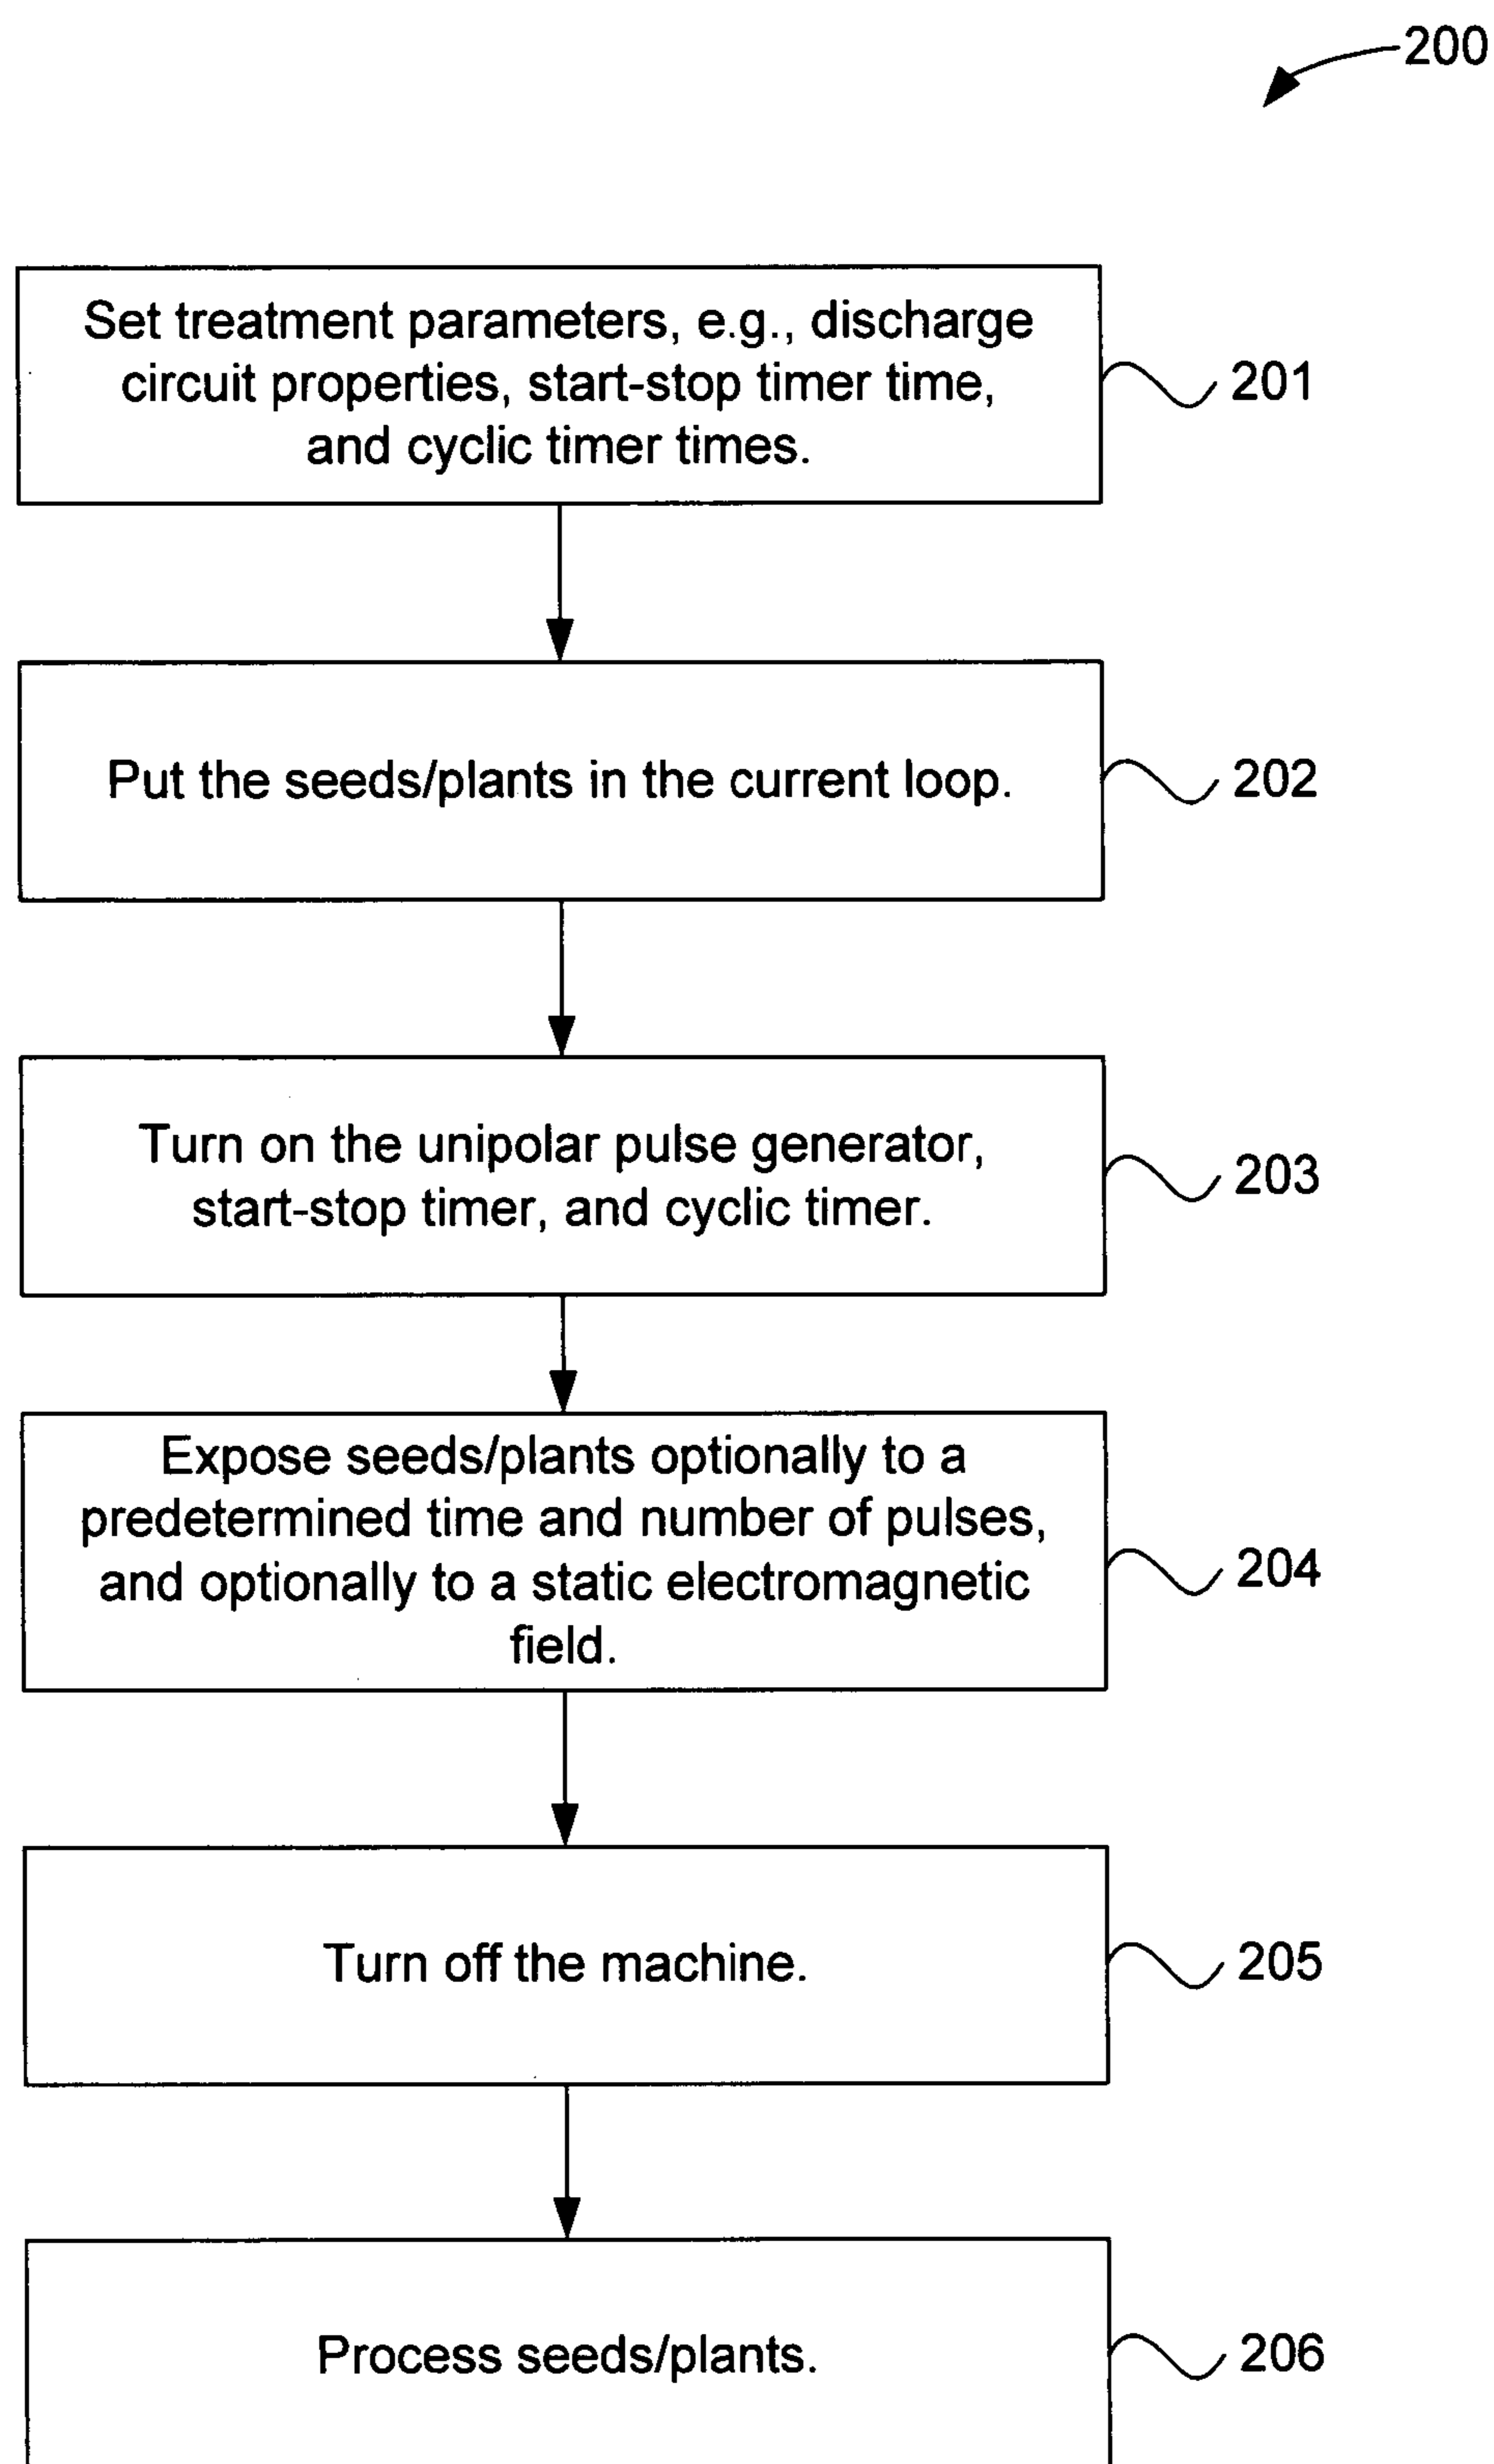 200
Set treatment parameters, e.g., discharge
circuit properties, start-stop timer time,
and cyclic timer times.
201
Put the seeds/plants in the current loop.
202
Turn on the unipolar pulse generator,
start-stop timer, and cyclic timer.
203
Expose seeds/plants optionally to a
predetermined time and number of pulses,
and optionally to a static electromagnetic
field.
204
Turn off the machine.
205
Process seeds/plants.
206